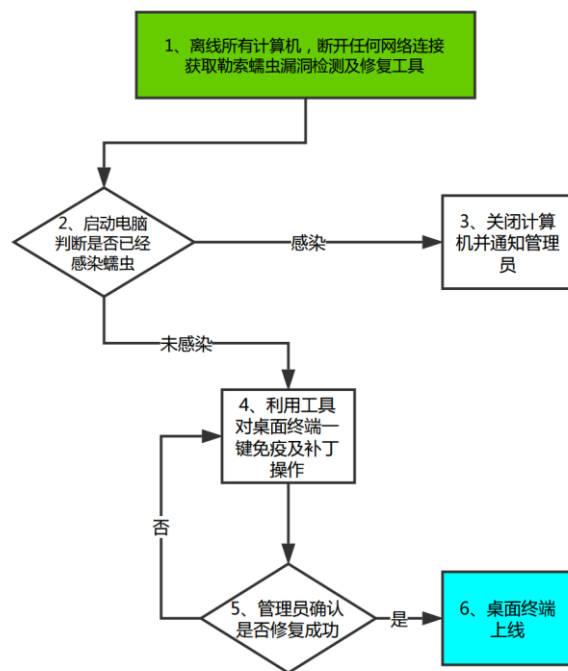 1、离线所有计算机，断开任何网络连接
获取勒索蠕虫漏洞检测及修复工具
2、启动电脑
判断是否已经
感染蠕虫
感染
3、关闭计算
机并通知管理
员
未感染
4、利用工具
对桌面终端一
键免疫及补丁
操作
否
5、管理员确认
是否修复成功
是
6、桌面终端
上线